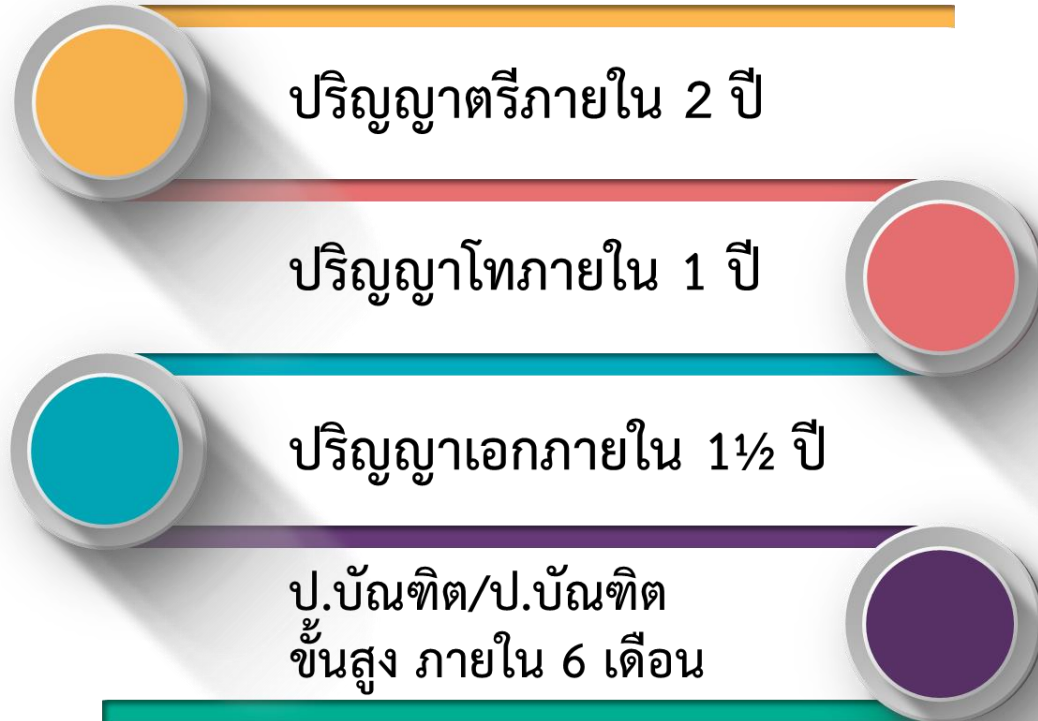 ปริญญาตรีภายใน 2 ปี
ปริญญาโทภายใน 1 ปี
ปริญญาเอกภายใน 1½ ปี
ป.บัณฑิต/ป.บัณฑิต
ขั้นสูง ภายใน 6 เดือน